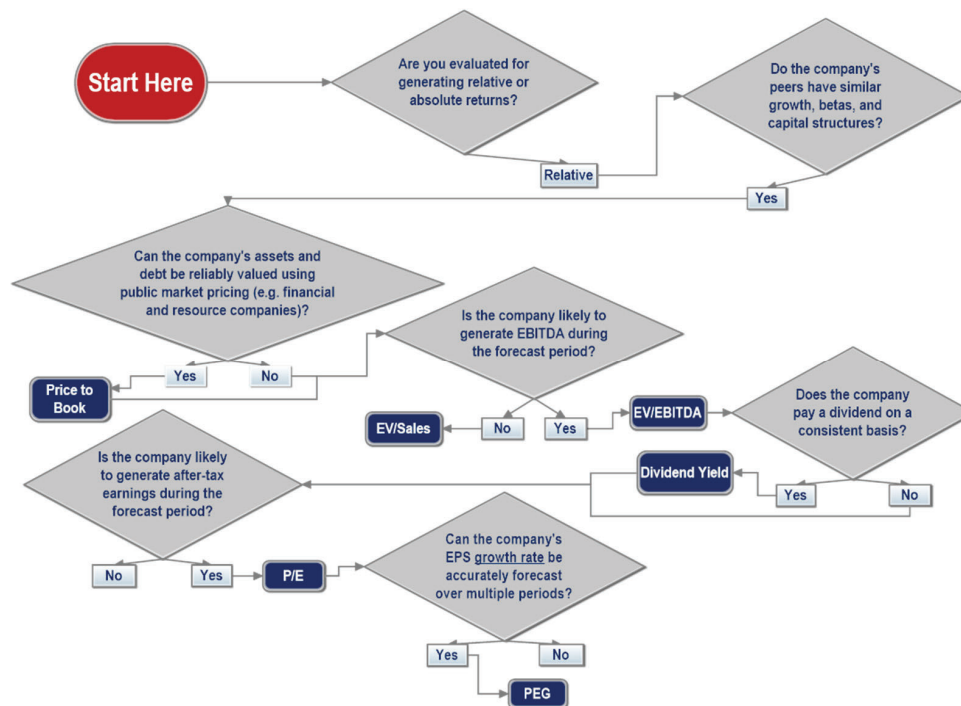 Start Here
Are you evaluated for
generating relative or
absolute returns?
Relative
Do the company's
peers have similar
growth, betas, and
capital structures?
Yes
Can the company's assets and
debt be reliably valued using
public market pricing (e.g. financial
and resource companies)?
Yes
No
Price to
Book
Is the company likely to
generate EBITDA during
the forecast period?
EV/Sales
No
Yes
EV/EBITDA
Does the company
pay a dividend on a
consistent basis?
Dividend Yield
Yes
No
Is the company likely
to generate after-tax
earnings during the
forecast period?
No
Yes
P/E
Can the company's
EPS growth rate be
accurately forecast
over multiple periods?
Yes
No
PEG